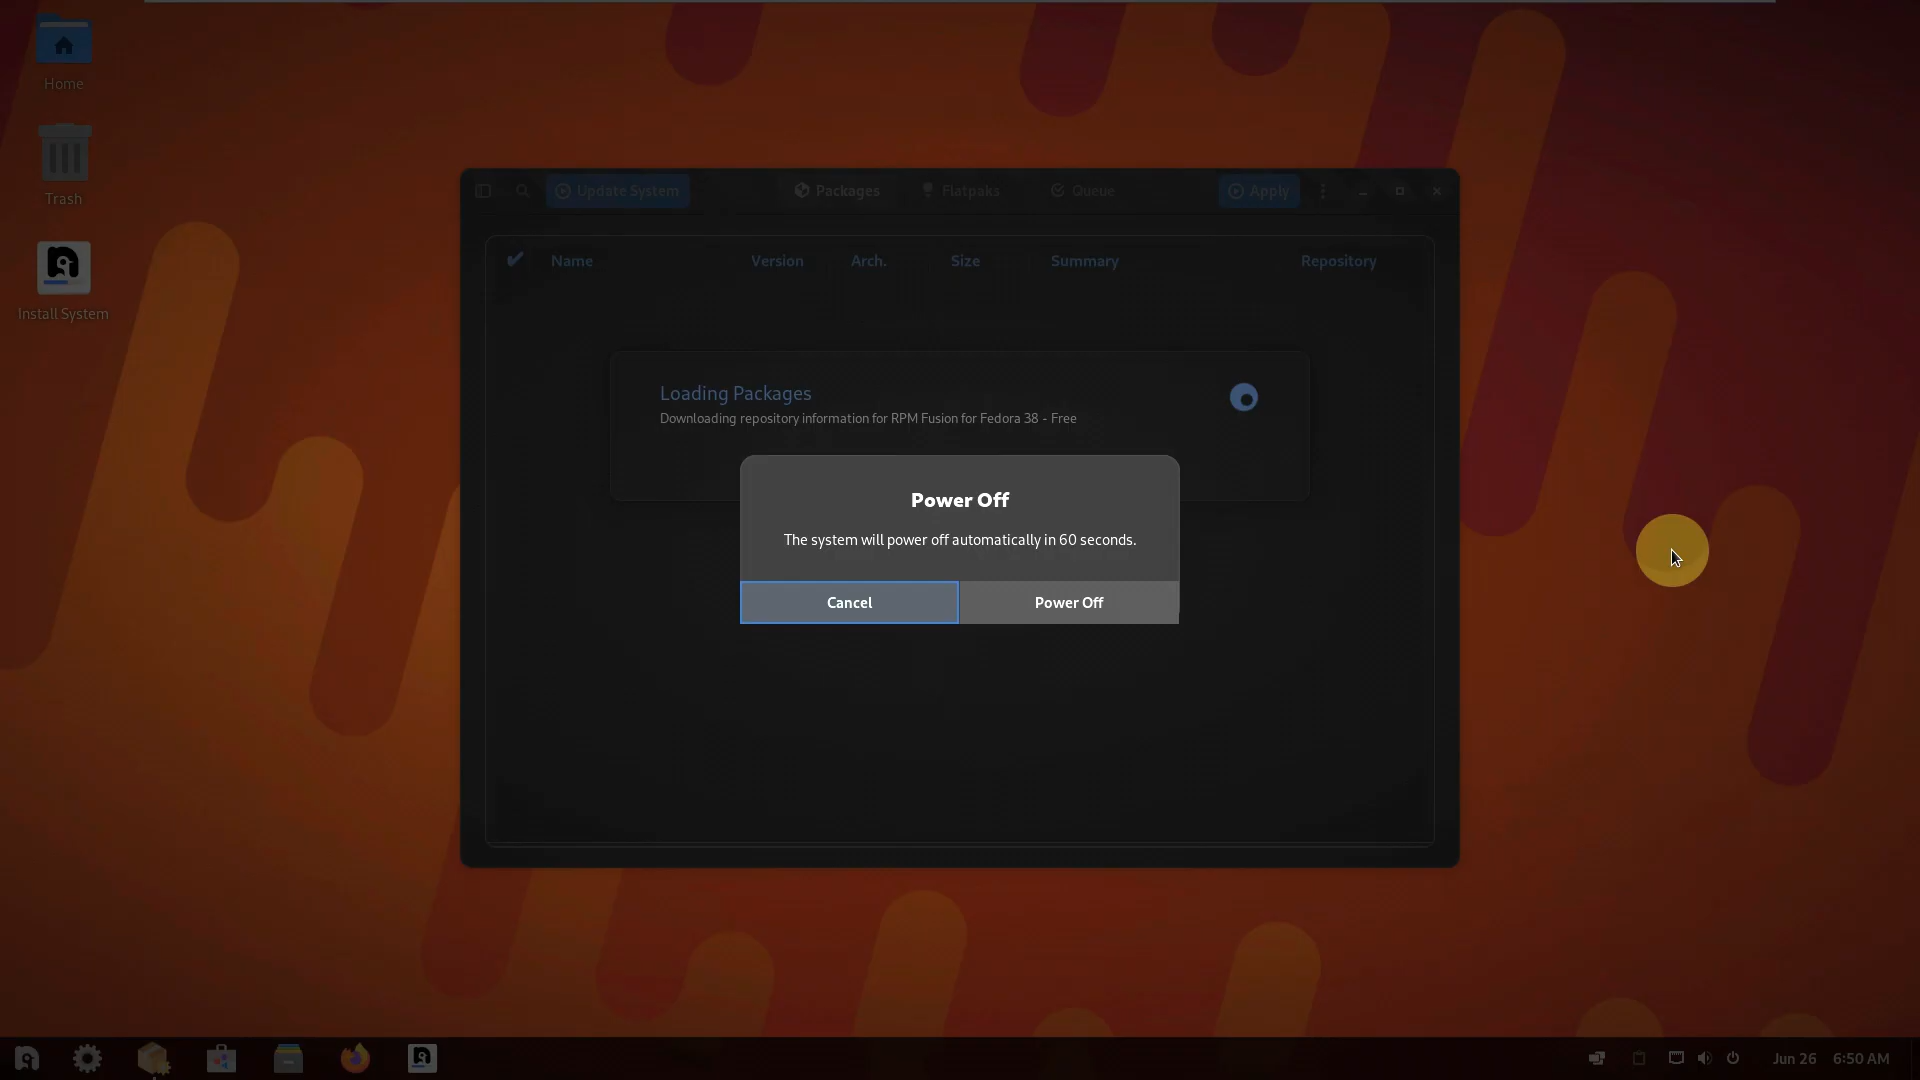 Home
Trash
Install System
Update System
Packages
Flatpaks
Queue
Apply
Name
Version
Arch.
Size
Summary
Repository
Loading Packages
Downloading repository information for RPM Fusion for Fedora 38 - Free
Power Off
The system will power off automatically in 60 seconds.
Cancel
Power Off
Jun 26 6:50 AM